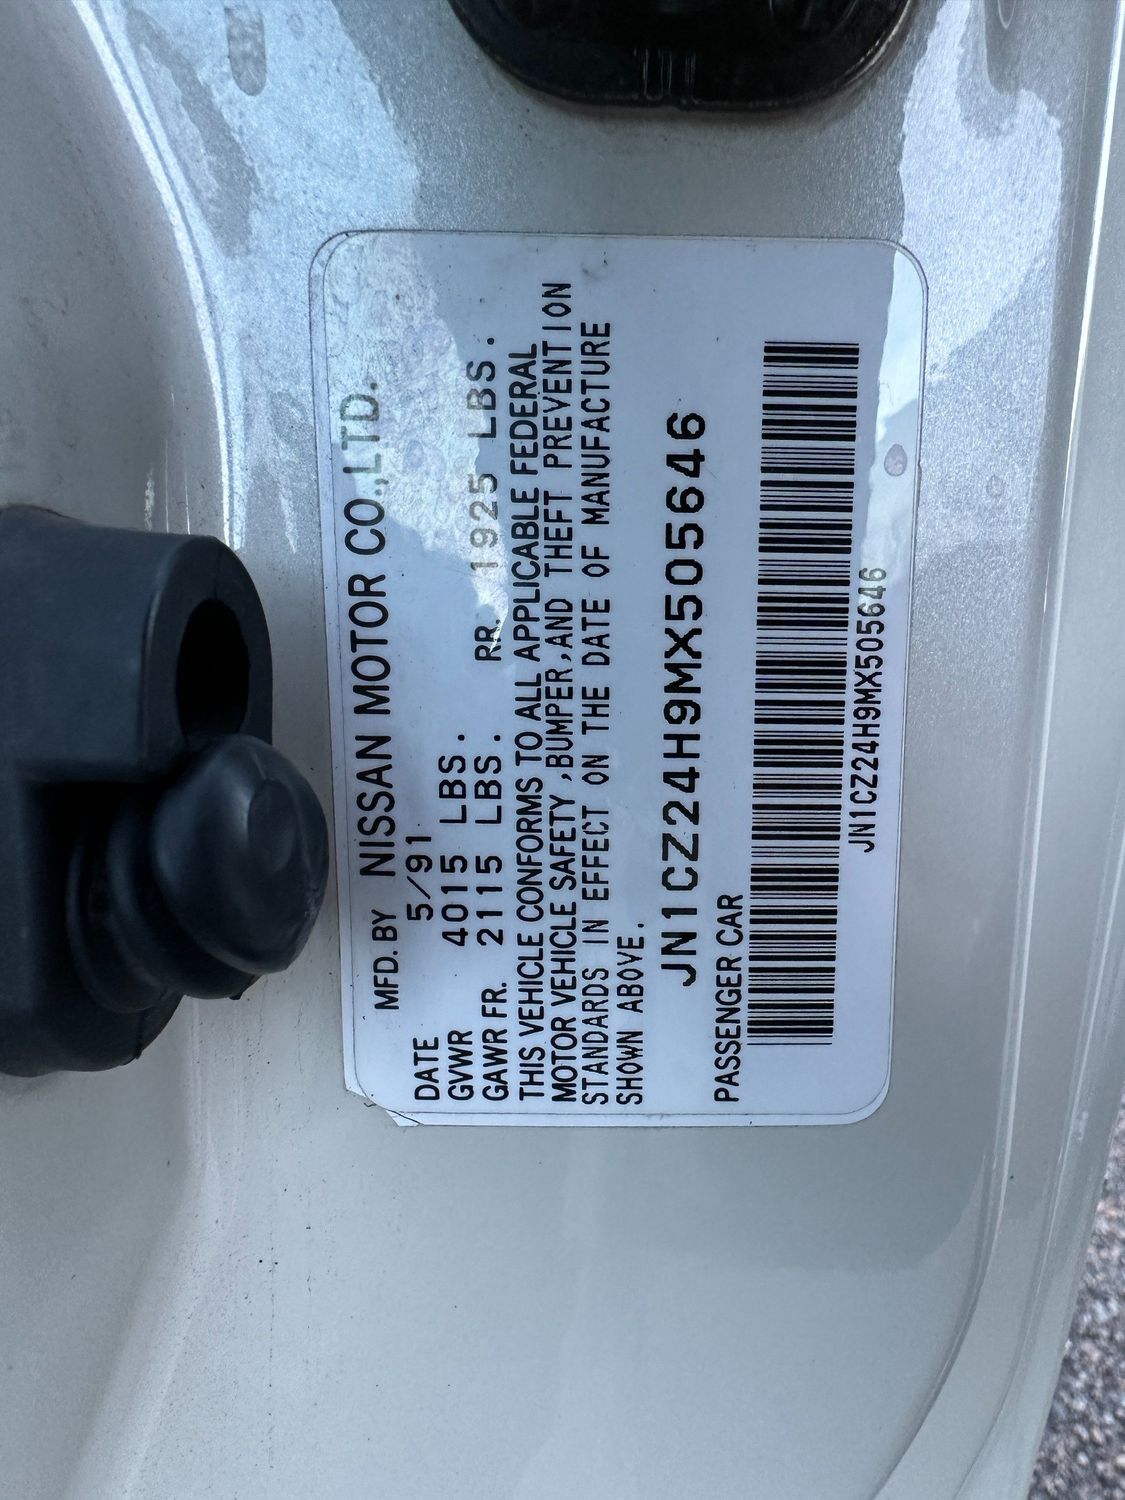 MFD. BY NISSAN MOTOR CO.,LTD.
DATE 5/91
GVWR 4015 LBS.
GAWR FR. 2115 LBS. RR. 1925 LBS.
THIS VEHICLE CONFORMS TO ALL APPLICABLE FEDERAL
MOTOR VEHICLE SAFETY ,BUMPER,AND THEFT PREVENTION
STANDARDS IN EFFECT ON THE DATE OF MANUFACTURE
SHOWN ABOVE.
JN1CZ24H9MX505646
PASSENGER CAR
JN1CZ24H9MX505646